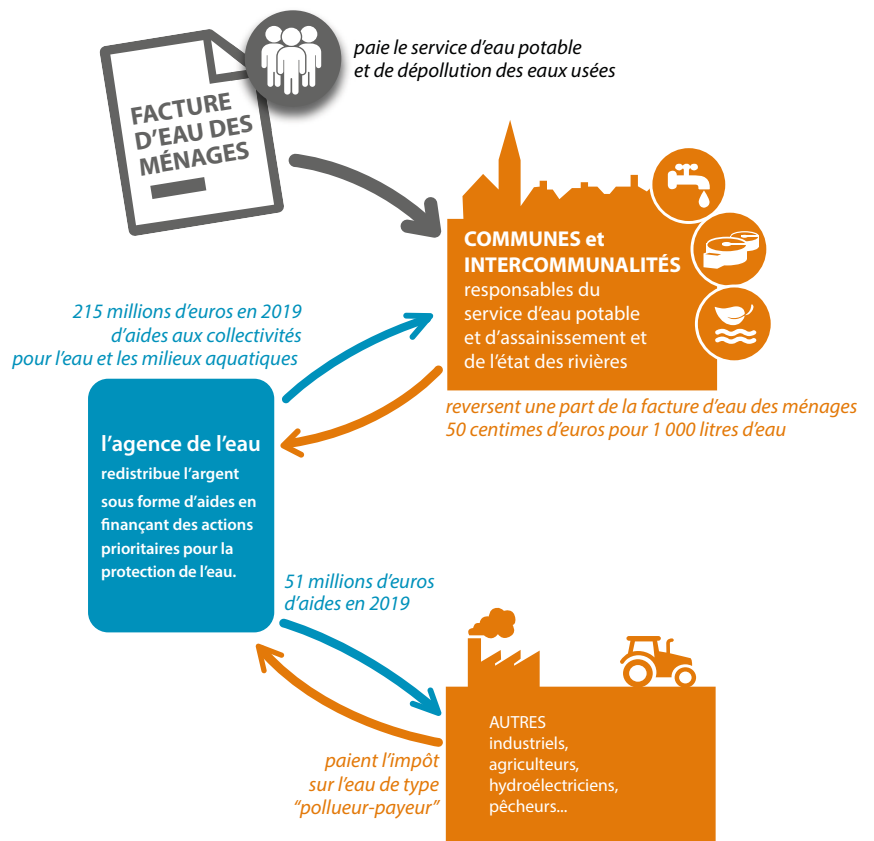 paie le service d'eau potable
et de dépollution des eaux usées
FACTURE
D'EAU DES
MÉNAGES
COMMUNES et
INTERCOMMUNALITÉS
responsables du
service d'eau potable
et d'assainissement et
de l'état des rivières
215 millions d'euros en 2019
d'aides aux collectivités
pour l'eau et les milieux aquatiques
reversent une part de la facture d'eau des ménages
50 centimes d'euros pour 1 000 litres d'eau
l'agence de l'eau
redistribue l'argent
sous forme d'aides en
finançant des actions
prioritaires pour la
protection de l'eau.
51 millions d'euros
d'aides en 2019
AUTRES
industriels,
agriculteurs,
hydroélectriciens,
pêcheurs...
paient l'impôt
sur l'eau de type
"pollueur-payeur"